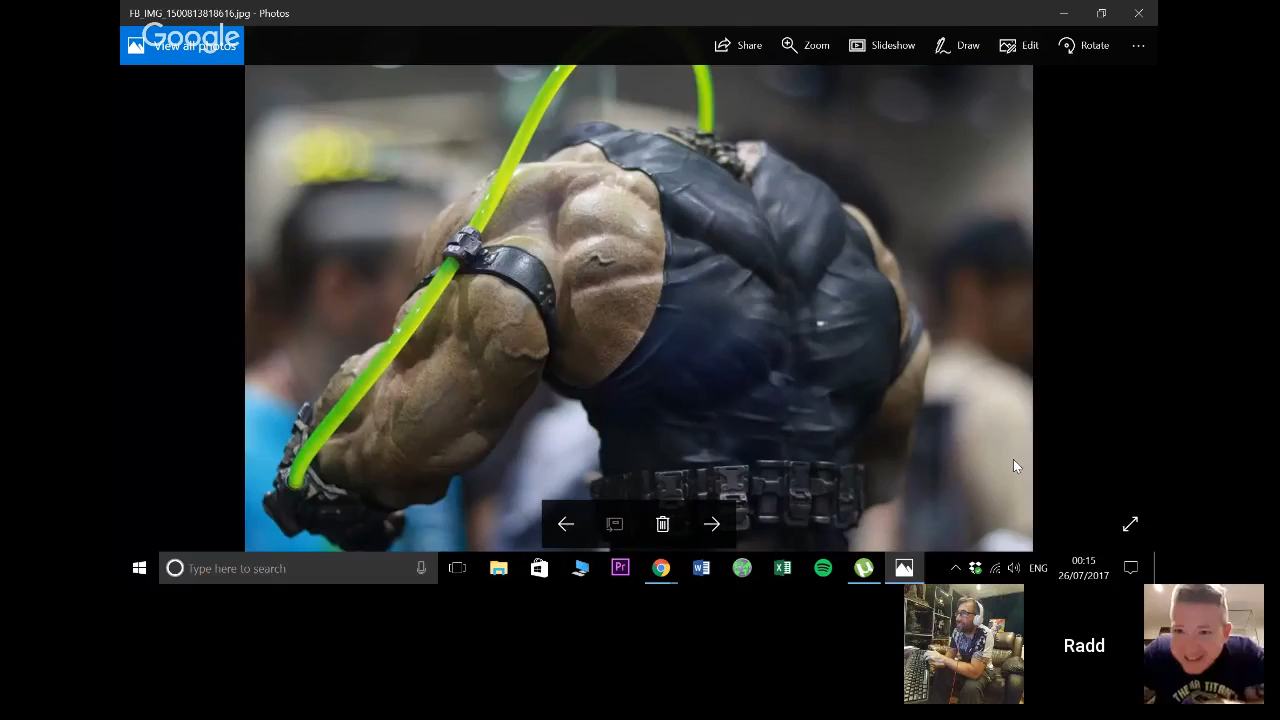 FB_IMG_1500813818616.jpg - Photos
Google
View all photos
Share
Zoom
Slideshow
Draw
Edit
Rotate
Type here to search
Pr
ENG
00:15
26/07/2017
Radd